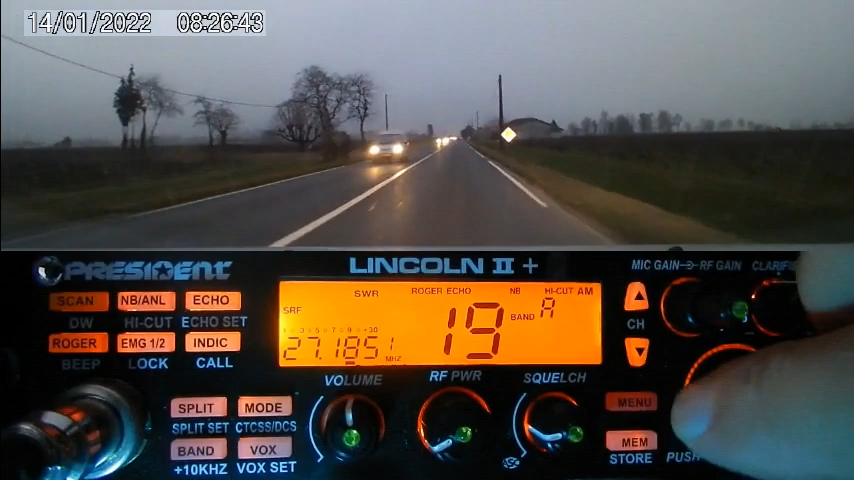 14/01/2022 08:26:43
PRESIDENT LINCOLN II + MIC GAIN RF GAIN
SCAN NB/ANL ECHO
DW HI-CUT ECHO SET
ROGER EMG 1/2 INDIC
BEEP LOCK CALL
SWR ROGER ECHO NB HI-CUT AM
SRF 19 BAND A
27.1851 MHZ
CH
VOLUME RF PWR SQUELCH
SPLIT MODE MENU
SPLIT SET CTCSS/DCS
BAND VOX MEM
+10KHZ VOX SET STORE PUSH